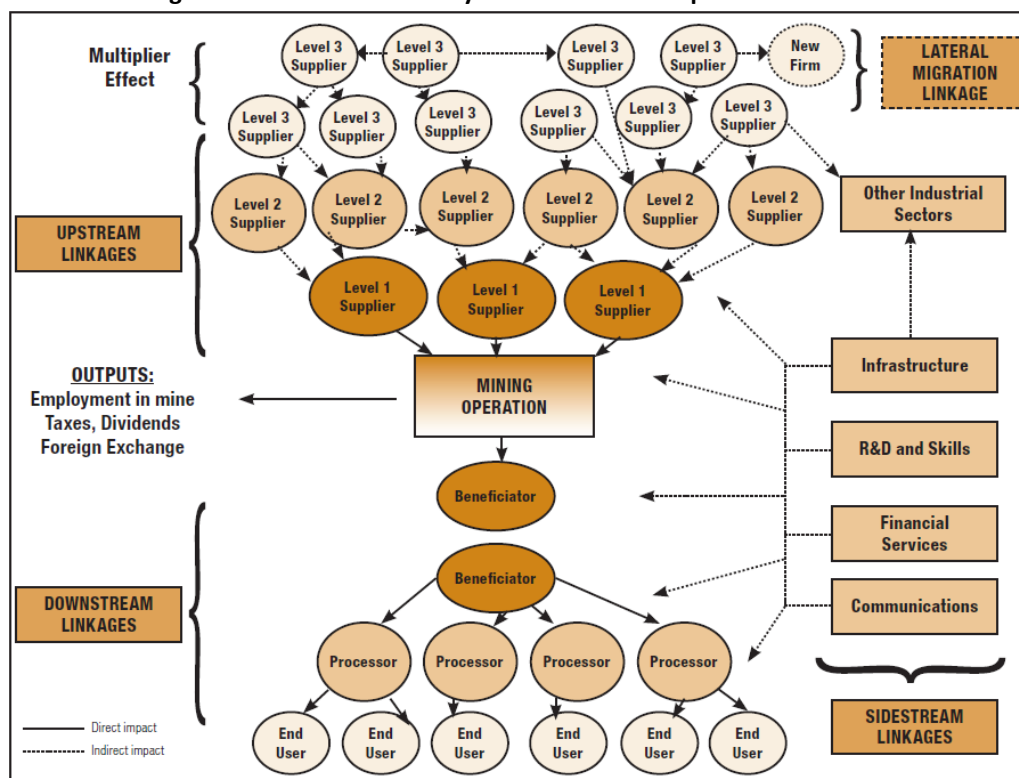 Multiplier
Effect
Level 3
Supplier
Level 3
Supplier
Level 3
Supplier
Level 3
Supplier
New
Firm
LATERAL
MIGRATION
LINKAGE
Level 3
Supplier
Level 3
Supplier
Level 3
Supplier
Level 3
Supplier
Level 3
Supplier
Level 3
Supplier
UPSTREAM
LINKAGES
Level 2
Supplier
Level 2
Supplier
Level 2
Supplier
Level 2
Supplier
Level 2
Supplier
Level 2
Supplier
Other Industrial
Sectors
Level 1
Supplier
Level 1
Supplier
Level 1
Supplier
OUTPUTS:
Employment in mine
Taxes, Dividends
Foreign Exchange
MINING
OPERATION
Infrastructure
R&D and Skills
Beneficiator
Financial
Services
DOWNSTREAM
LINKAGES
Beneficiator
Communications
Processor
Processor
Processor
Processor
End
User
End
User
End
User
End
User
End
User
End
User
SIDESTREAM
LINKAGES
Direct impact
Indirect impact